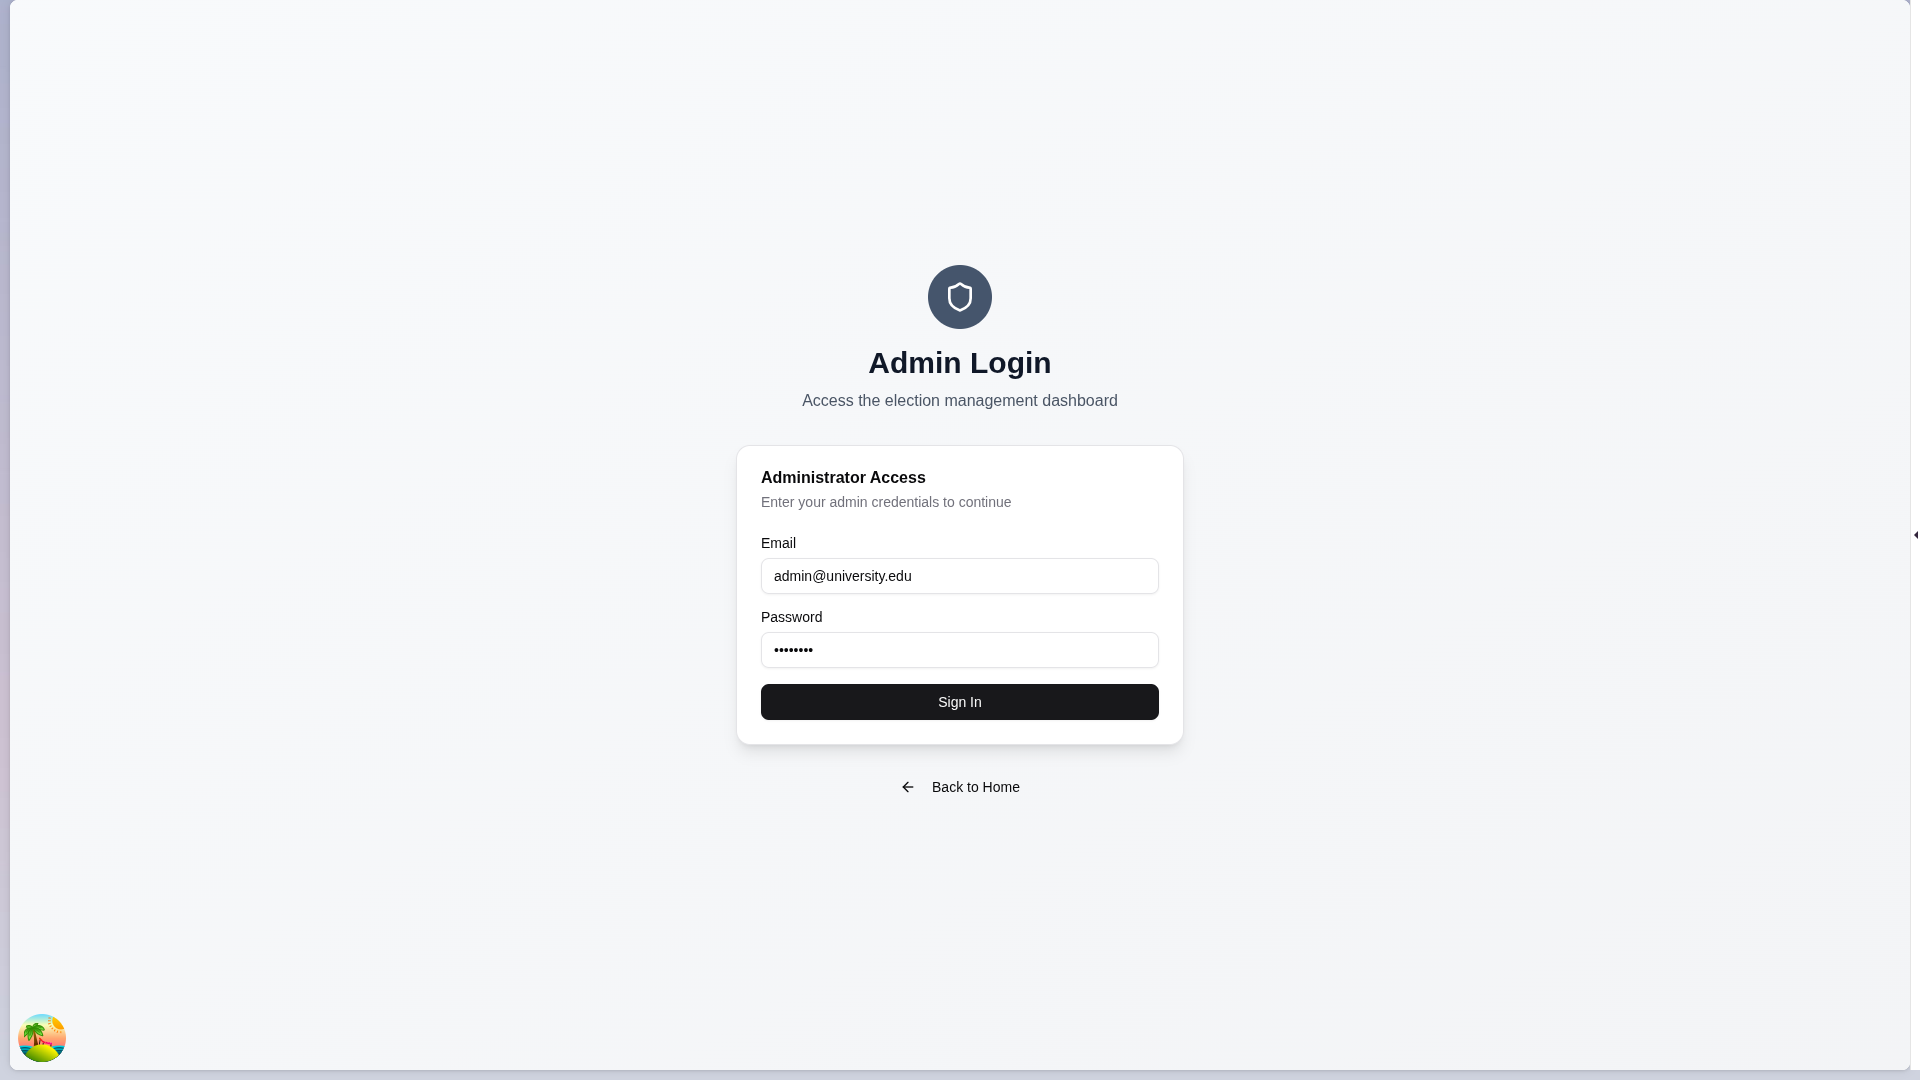 Admin Login
Access the election management dashboard
Administrator Access
Enter your admin credentials to continue
Email
admin@university.edu
Password
••••••••
Sign In
Back to Home